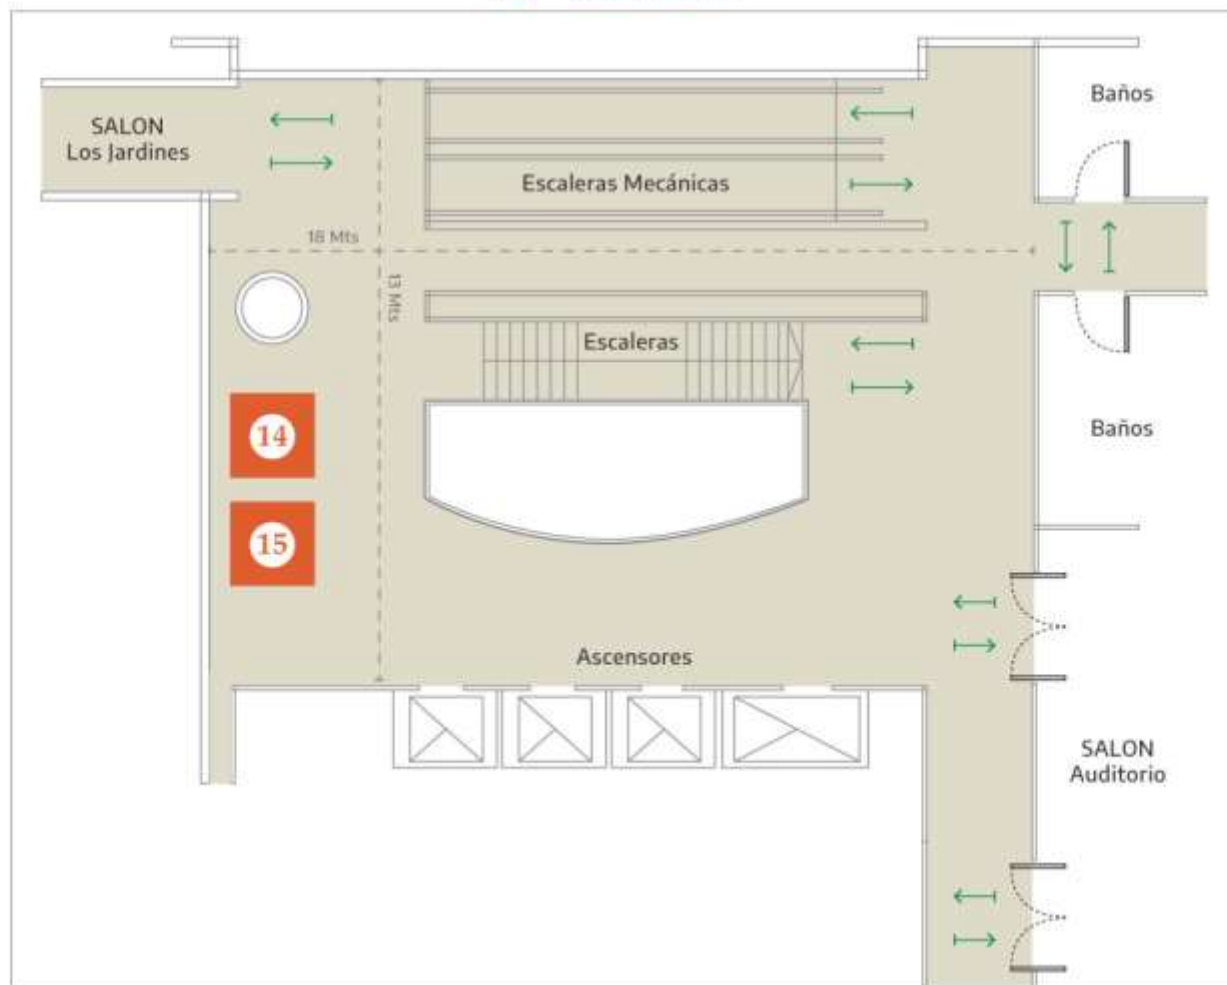 Baños
SALON
Los Jardines
Escaleras Mecánicas
18 Mts
13 Mts
Escaleras
14
Baños
15
Ascensores
SALON
Auditorio